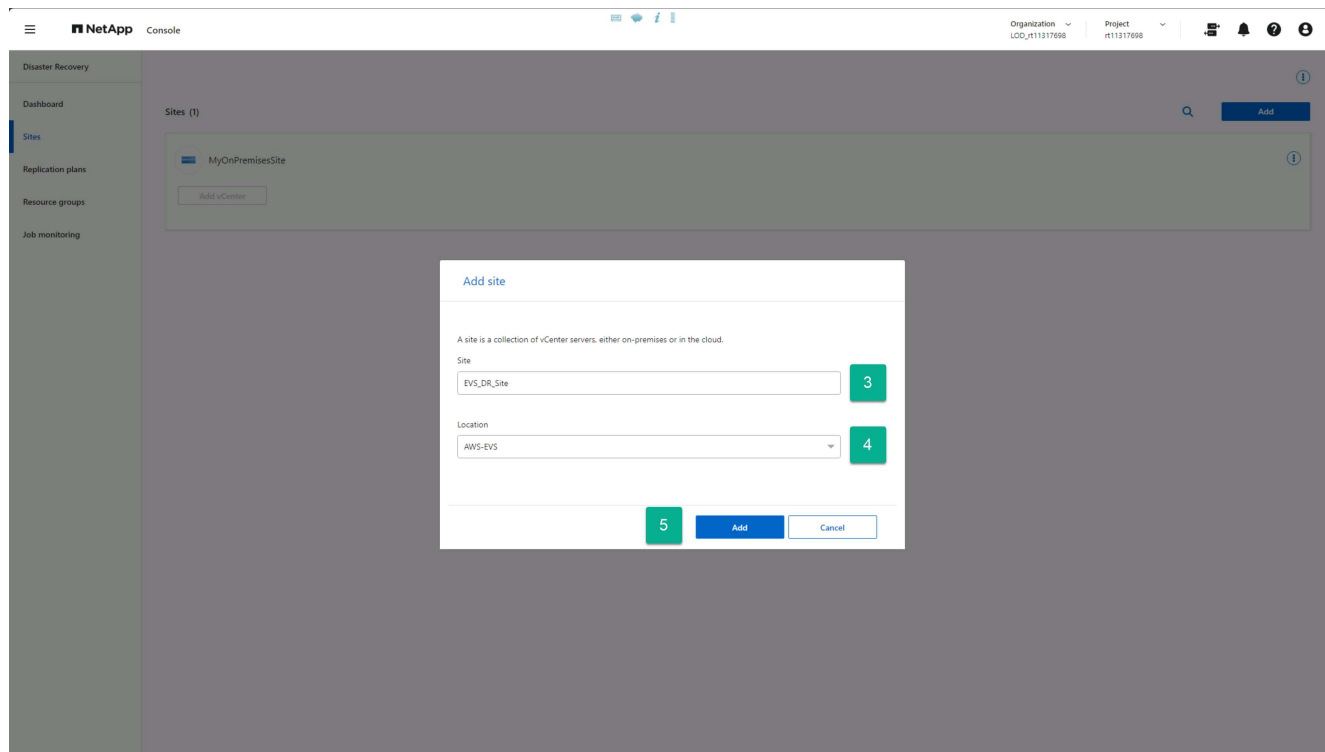 NetApp Console
Organization
LOD_rt11317698
Project
rt11317698
Disaster Recovery
Dashboard
Sites
Replication plans
Resource groups
Job monitoring
Sites (1)
Add
MyOnPremisesSite
Add vCenter
Add site
A site is a collection of vCenter servers, either on-premises or in the cloud.
Site
EVS_DR_Site
3
Location
AWS-EVS
4
5
Add
Cancel